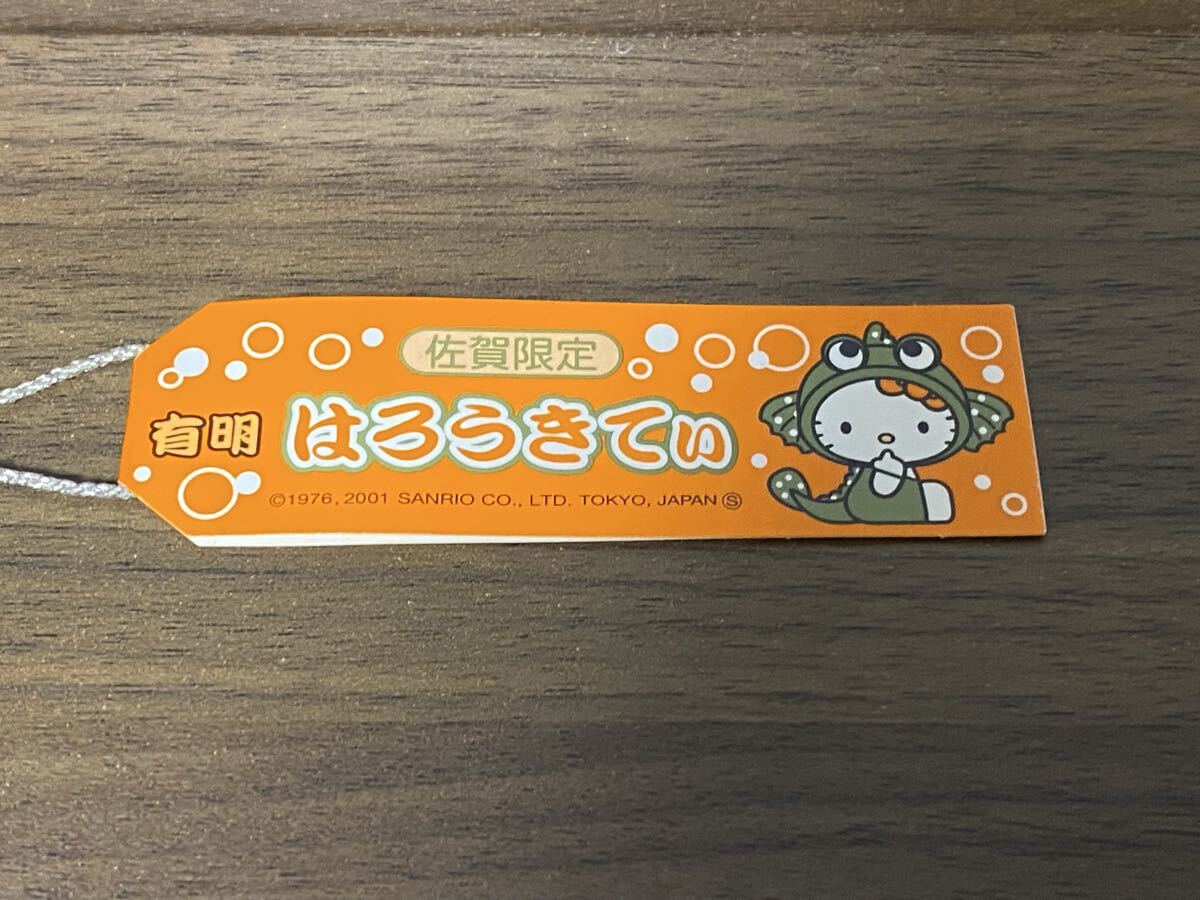 佐賀限定
有明 はろうきてぃ
©1976, 2001 SANRIO CO., LTD. TOKYO, JAPAN Ⓢ